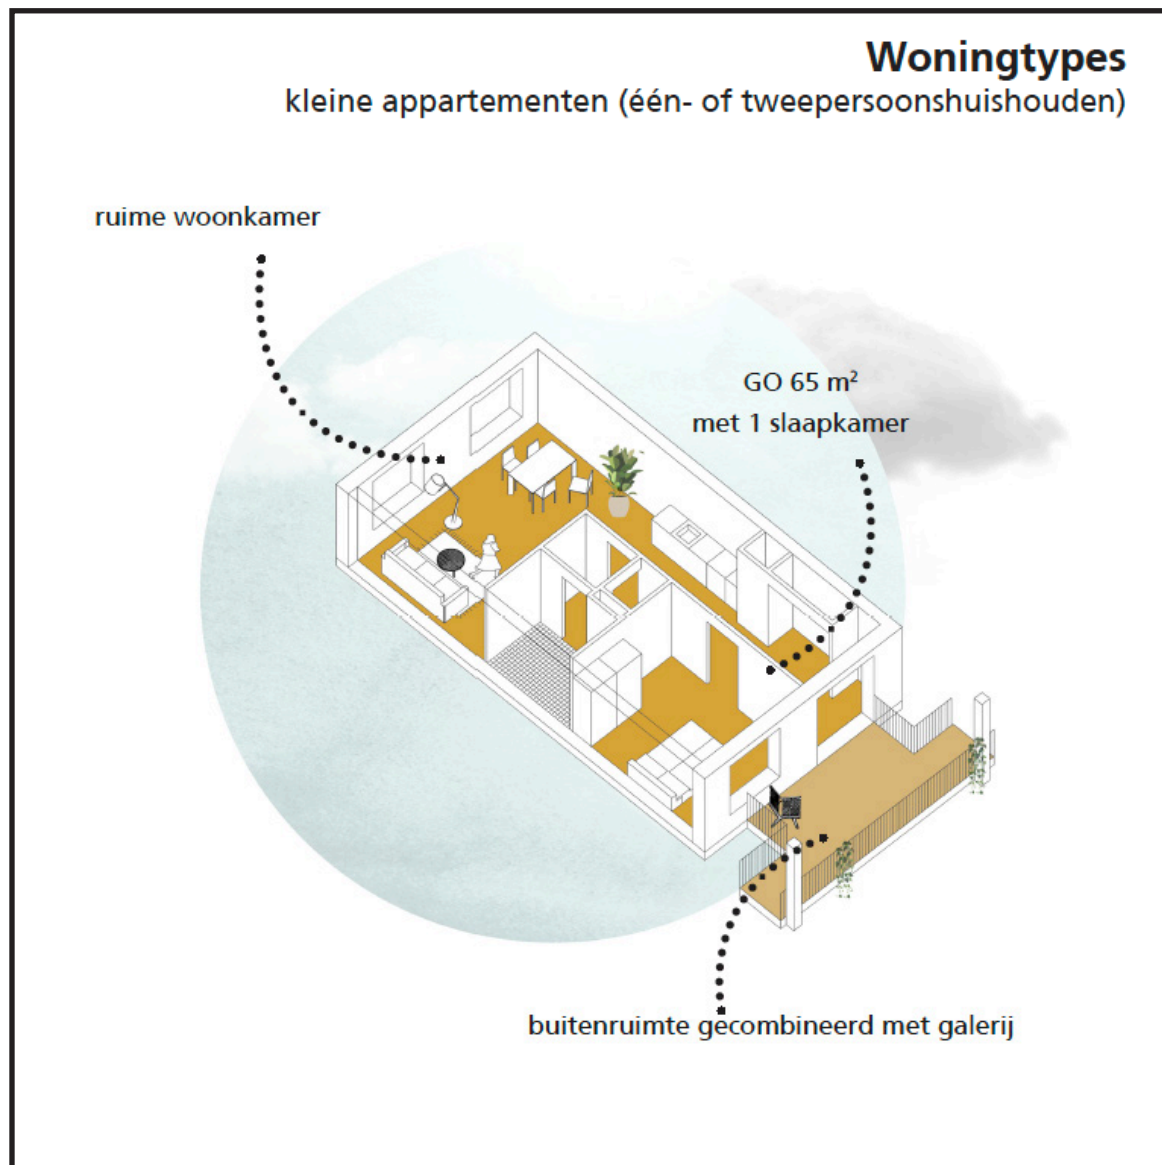 Woningtypes
kleine appartementen (één- of tweepersoonshuishouden)
ruime woonkamer
GO 65 m²
met 1 slaapkamer
buitenruimte gecombineerd met galerij